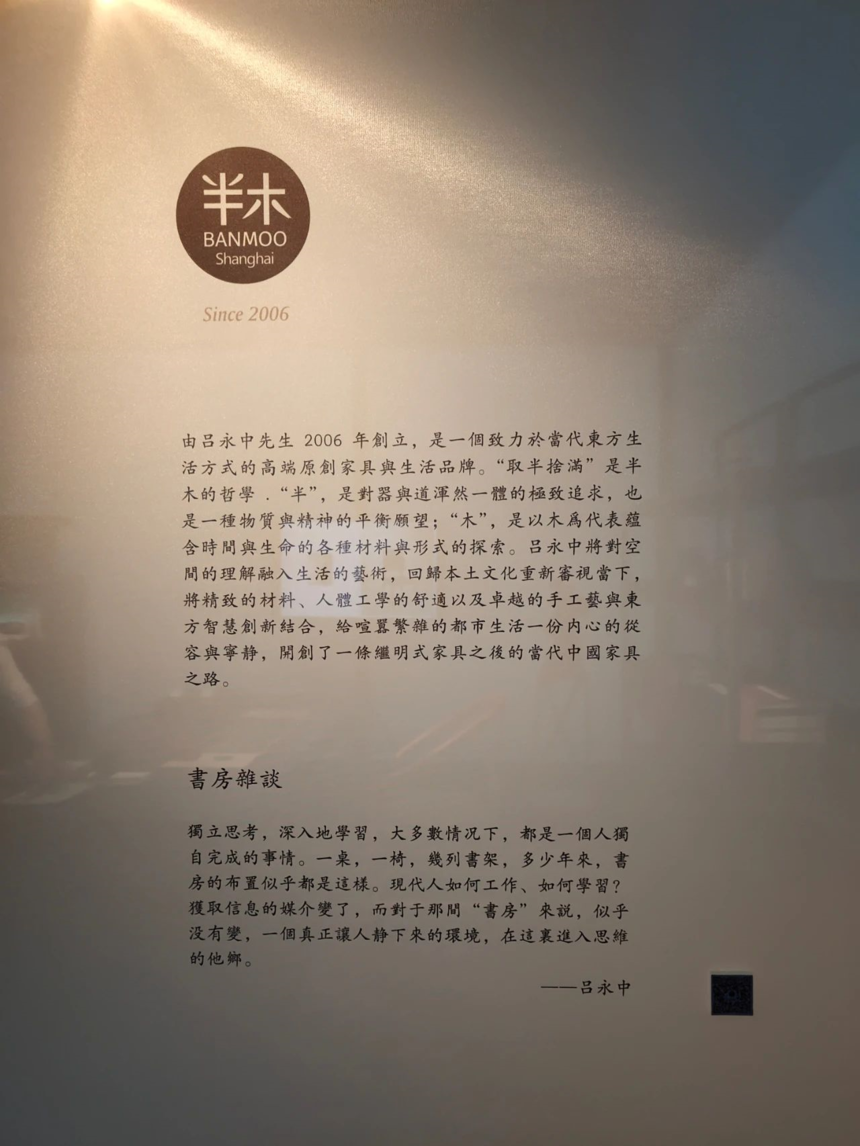 半木
BANMOO
Shanghai
Since 2006
由吕永中先生 2006 年創立，是一個致力於當代東方生
活方式的高端原創家具與生活品牌。“取半捨滿”是半
木的哲學．“半”，是對器與道渾然一體的極致追求，也
是一種物質與精神的平衡願望；“木”，是以木爲代表蘊
含時間與生命的各種材料與形式的探索。吕永中將對空
間的理解融入生活的藝術，回歸本土文化重新審視當下，
將精致的材料、人體工學的舒適以及卓越的手工藝與東
方智慧創新結合，給喧囂繁雜的都市生活一份内心的從
容與寧静，開創了一條繼明式家具之後的當代中國家具
之路。
書房雜談
獨立思考，深入地學習，大多數情况下，都是一個人獨
自完成的事情。一桌，一椅，幾列書架，多少年來，書
房的布置似乎都是這樣。現代人如何工作、如何學習？
獲取信息的媒介變了，而對于那間“書房”來説，似乎
没有變，一個真正讓人静下來的環境，在這裏進入思維
的他鄉。
——吕永中